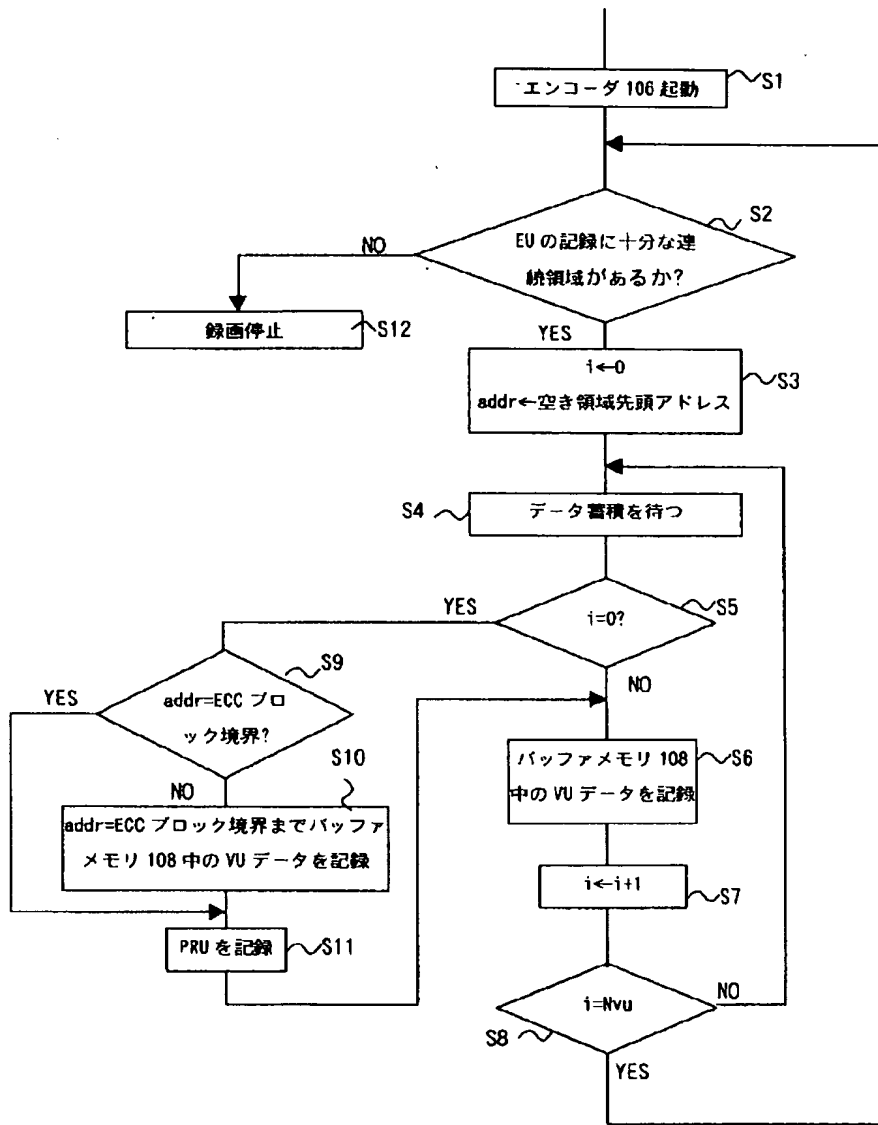 エンコーダ 106 起動
S1
S2
EU の記録に十分な連
続領域があるか?
NO
録画停止
S12
YES
i←0
addr←空き領域先頭アドレス
S3
S4
データ蓄積を待つ
YES
i=0?
S5
NO
S9
YES
addr=ECC ブロ
ック境界?
S10
NO
addr=ECC ブロック境界までバッファ
メモリ 108 中の VU データを記録
バッファメモリ 108
中の VU データを記録
S6
i←i+1
S7
PRU を記録
S11
i=Nvu
NO
S8
YES